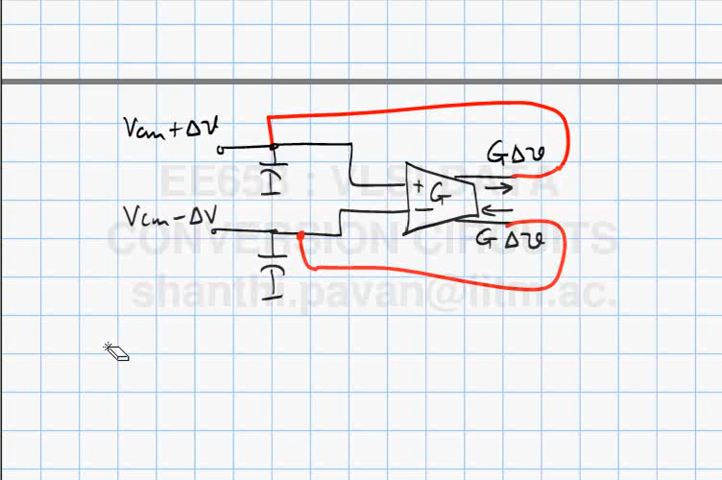 Vcm+Δv
GΔv
+
G
−
Vcm−ΔV
GΔv
EE658 : VLSI DATA
CONVERSION CIRCUITS
shanthi.pavan@iitm.ac.